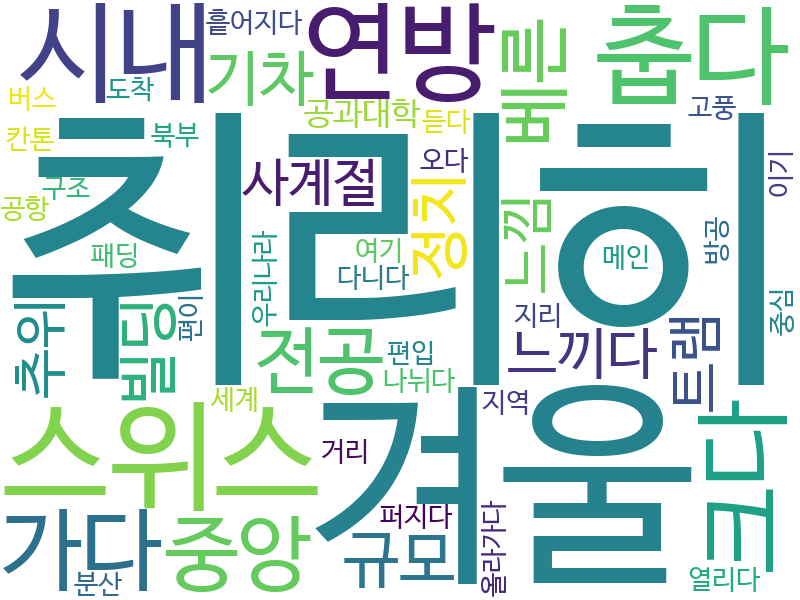 시내
흩어지다
연방
춥다
기차
베른
버스
도착
공과대학
듣다
고풍
칸톤
북부
취리히
사계절
오다
이기
구조
공항
정치
느낌
패딩
우리나라
여기
다니다
메인
방공
추위
빌딩
편이
전공
편입
나뉘다
지리
느끼다
트램
중심
세계
스위스
겨울
지역
크다
거리
퍼지다
올라가다
가다
중앙
규모
분산
열리다